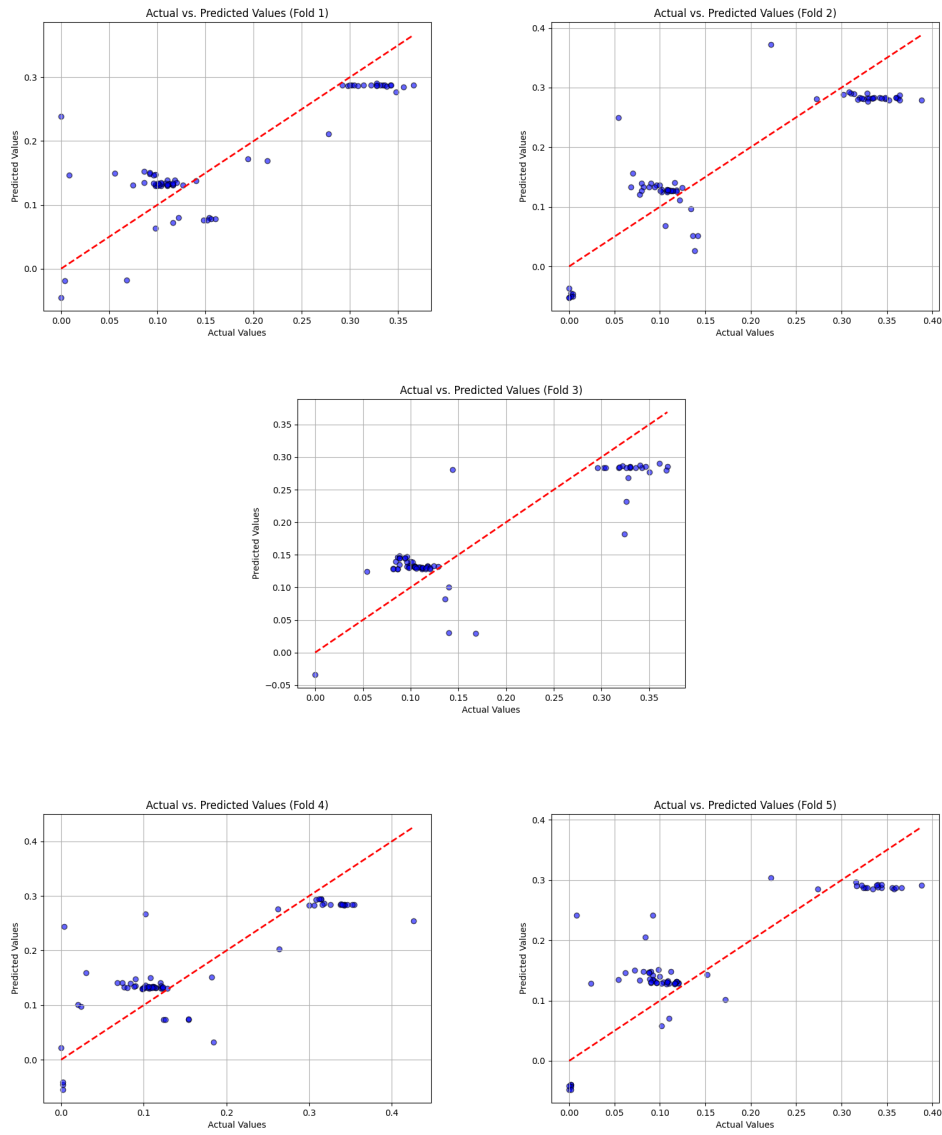 Actual vs. Predicted Values (Fold 1)
Predicted Values
0.3
0.2
0.1
0.0
0.00 0.05 0.10 0.15 0.20 0.25 0.30 0.35
Actual Values
Actual vs. Predicted Values (Fold 2)
Predicted Values
0.4
0.3
0.2
0.1
0.0
0.00 0.05 0.10 0.15 0.20 0.25 0.30 0.35 0.40
Actual Values
Actual vs. Predicted Values (Fold 3)
Predicted Values
0.35
0.30
0.25
0.20
0.15
0.10
0.05
0.00
−0.05
0.00 0.05 0.10 0.15 0.20 0.25 0.30 0.35
Actual Values
Actual vs. Predicted Values (Fold 4)
Predicted Values
0.4
0.3
0.2
0.1
0.0
0.0 0.1 0.2 0.3 0.4
Actual Values
Actual vs. Predicted Values (Fold 5)
Predicted Values
0.4
0.3
0.2
0.1
0.0
0.00 0.05 0.10 0.15 0.20 0.25 0.30 0.35 0.40
Actual Values